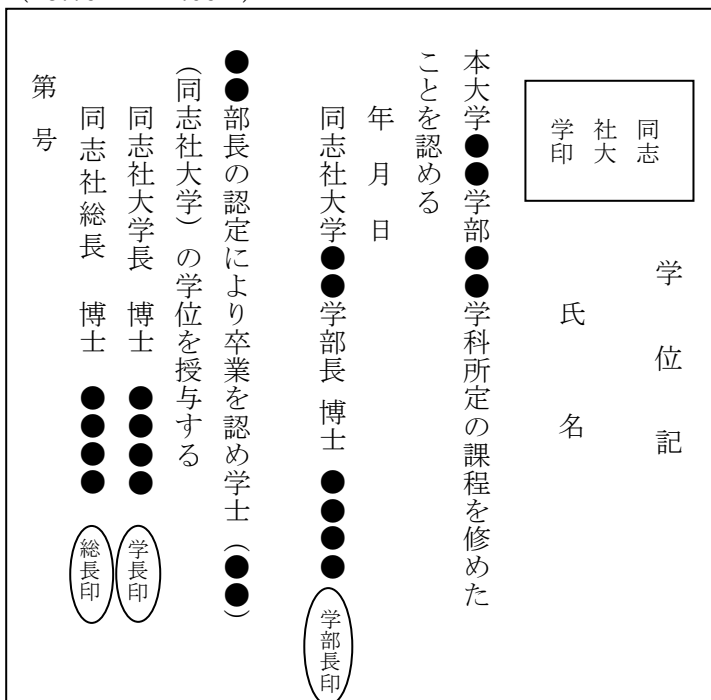 学位記
同志
社大
学印
氏名
本大学●●学部●●学科所定の課程を修めた
ことを認める
年 月 日
同志社大学●●学部長 博士 ●●●●
学部長印
●●部長の認定により卒業を認め学士（●●）
（同志社大学）の学位を授与する
同志社大学長 博士 ●●●●
学長印
同志社総長 博士 ●●●●
総長印
第 号